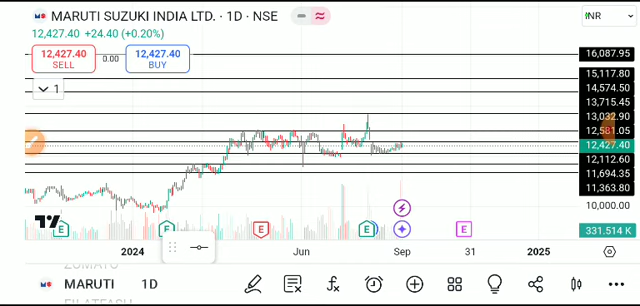 MARUTI SUZUKI INDIA LTD. · 1D · NSE
INR
12,427.40 +24.40 (+0.20%)
12,427.40 SELL
0.00
12,427.40 BUY
1
16,087.95
15,117.80
14,574.50
13,715.45
13,032.90
12,581.05
12,427.40
12,112.60
11,694.35
11,363.80
10,000.00
331.514 K
E E E E E
2024 Jun Sep 31 2025
ZOMATO
MARUTI 1D